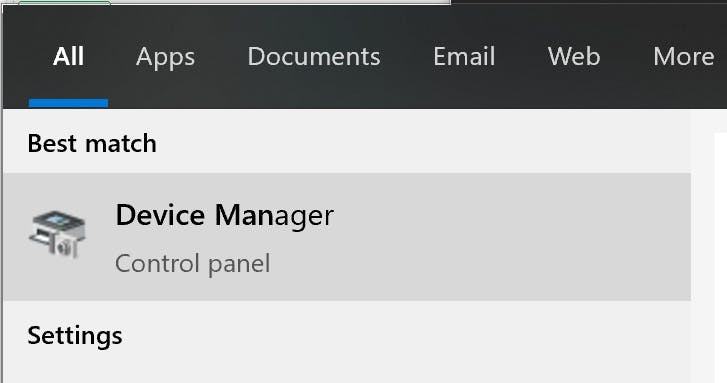 All Apps Documents Email Web More
Best match
Device Manager
Control panel
Settings